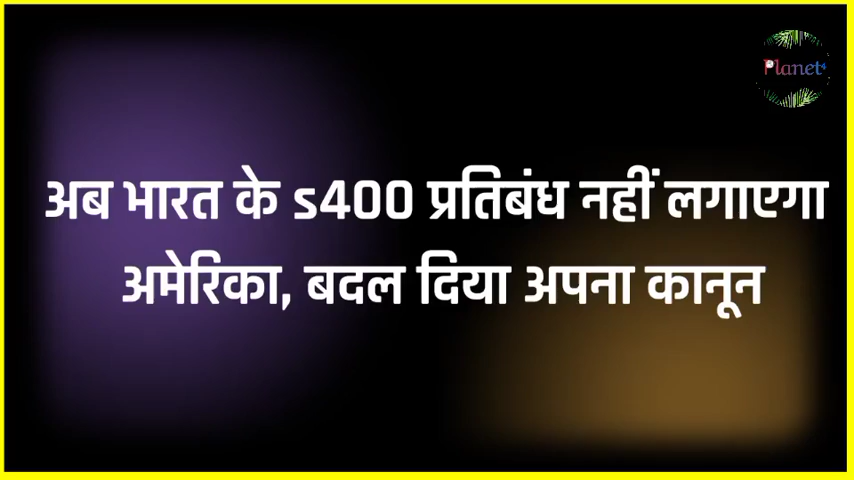 Planet
अब भारत के s400 प्रतिबंध नहीं लगाएगा
अमेरिका, बदल दिया अपना कानून